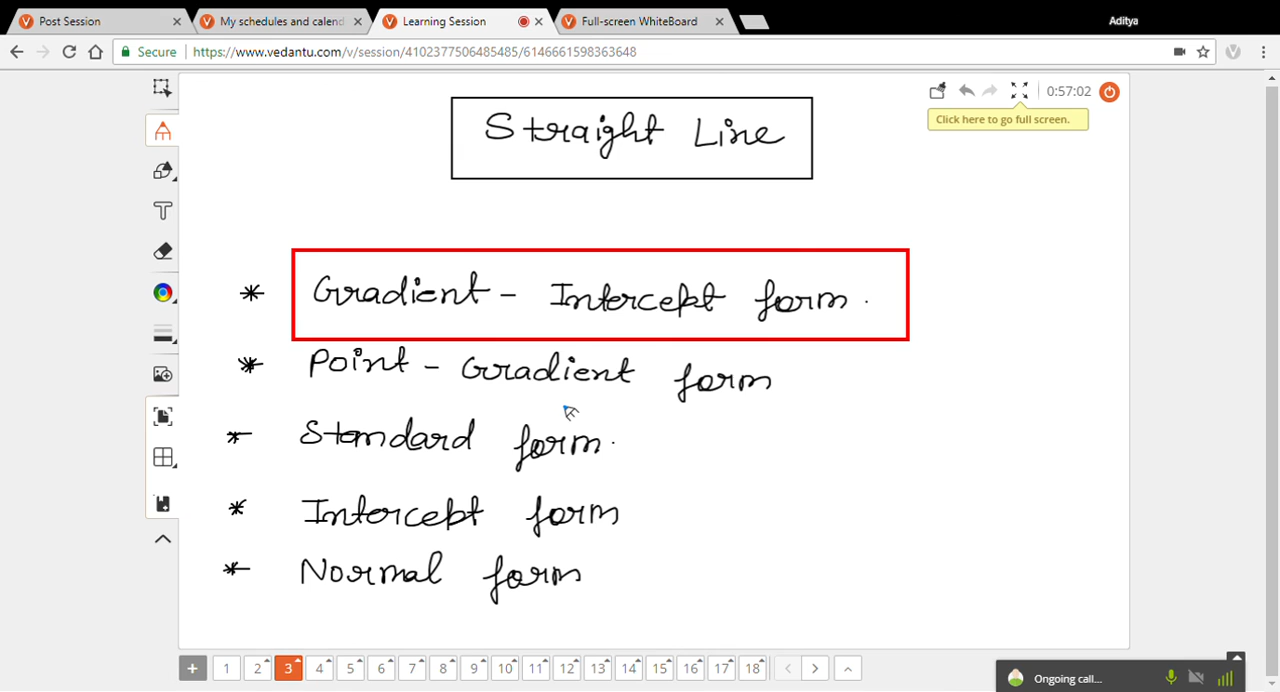 Post Session
My schedules and calend
Learning Session
Full-screen WhiteBoard
Aditya
Secure
https://www.vedantu.com/v/session/4102377506485485/6146661598363648
0:57:02
Click here to go full screen.
Straight Line
* Gradient - Intercept form.
* Point - Gradient form
* Standard form.
* Intercept form
* Normal form
+ 1 2 3 4 5 6 7 8 9 10 11 12 13 14 15 16 17 18
Ongoing call...